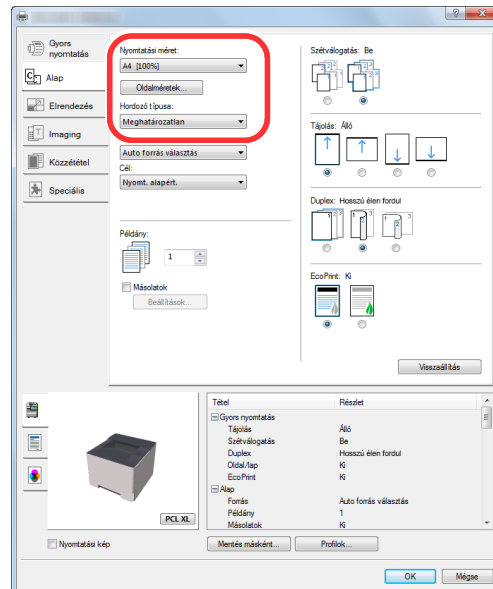 Gyors
nyomtatás
Alap
Elrendezés
Imaging
Közzététel
Speciális
Nyomtatási méret:
A4 [100%]
Oldalméretek...
Hordozó típusa:
Meghatározatlan
Auto forrás választás
Cél:
Nyomt. alapért.
Példány:
1
Másolatok
Beállítások...
Szétválogatás: Be
Tájolás: Álló
Duplex: Hosszú élen fordul
EcoPrint: Ki
Visszaállítás
PCL XL
Nyomtatási kép
Tétel Részlet
Gyors nyomtatás
Tájolás Álló
Szétválogatás Be
Duplex Hosszú élen fordul
Oldal/lap Ki
EcoPrint Ki
Alap
Forrás Auto forrás választás
Példány 1
Másolatok Ki
Mentés másként... Profilok...
OK Mégse